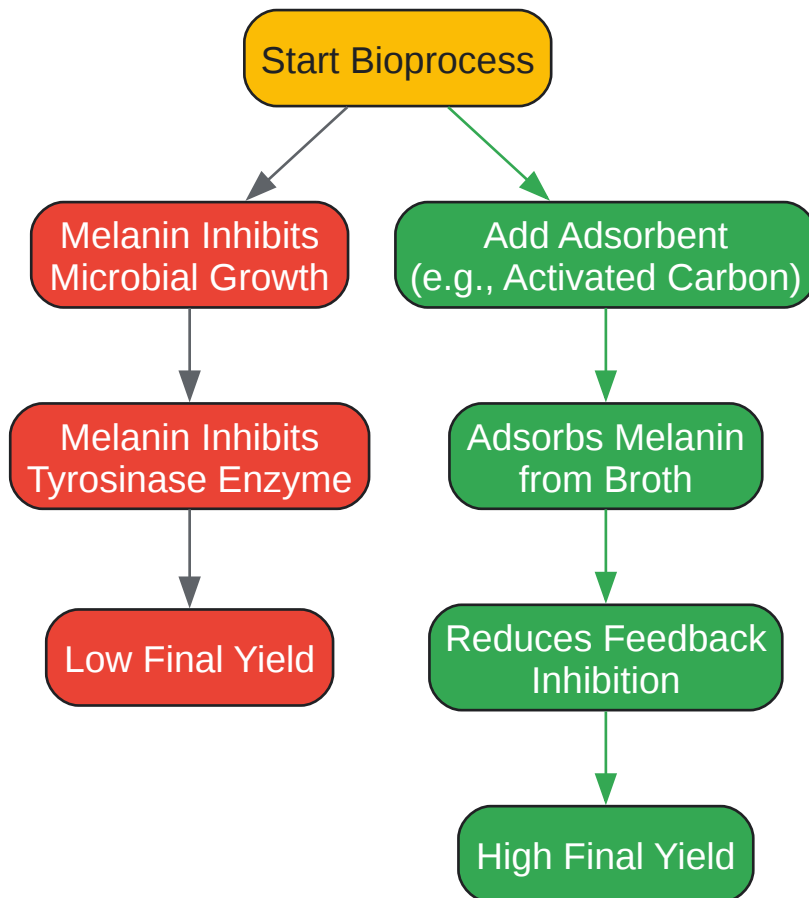 Start Bioprocess
Melanin Inhibits
Microbial Growth
Add Adsorbent
(e.g., Activated Carbon)
Melanin Inhibits
Tyrosinase Enzyme
Adsorbs Melanin
from Broth
Low Final Yield
Reduces Feedback
Inhibition
High Final Yield